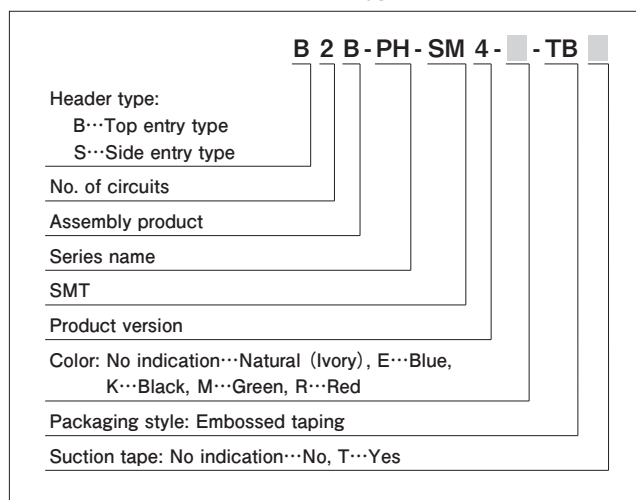 B 2 B - PH - SM 4 - - TB
Header type:
B…Top entry type
S…Side entry type
No. of circuits
Assembly product
Series name
SMT
Product version
Color: No indication…Natural (Ivory), E…Blue,
K…Black, M…Green, R…Red
Packaging style: Embossed taping
Suction tape: No indication…No, T…Yes